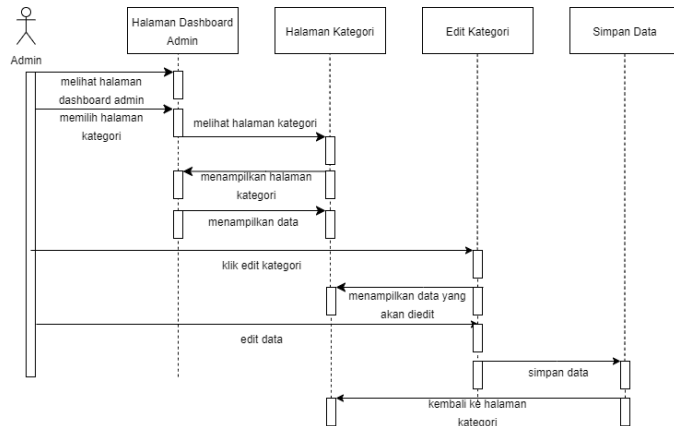 Halaman Dashboard
Admin
Halaman Kategori
Edit Kategori
Simpan Data
Admin
melihat halaman
dashboard admin
memilih halaman
kategori
melihat halaman kategori
menampilkan halaman
kategori
menampilkan data
klik edit kategori
menampilkan data yang
akan diedit
edit data
simpan data
kembali ke halaman
kategori